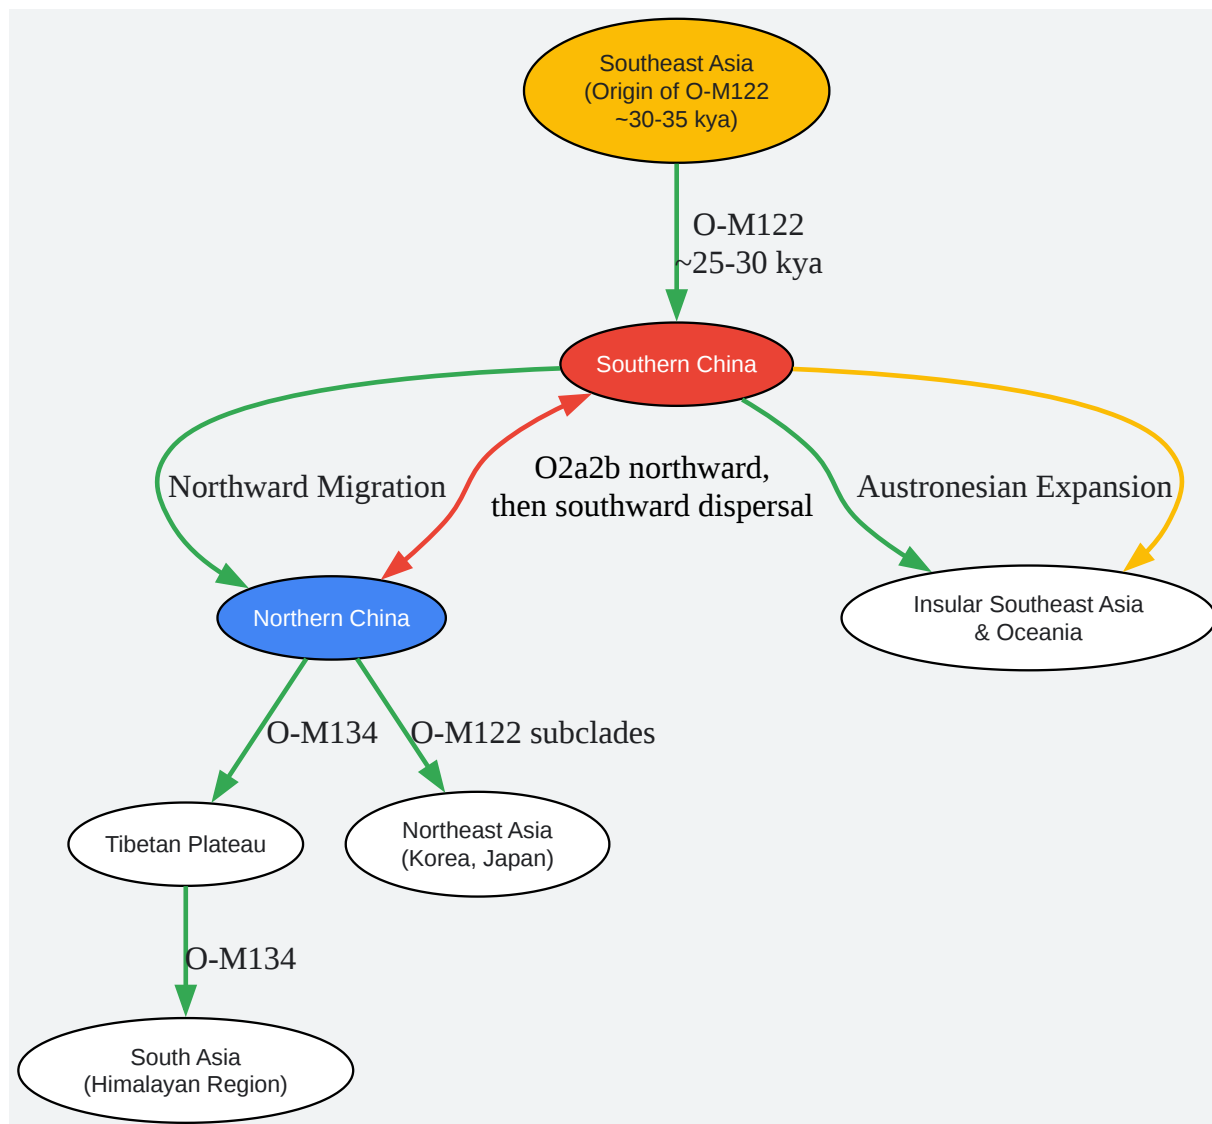 Southeast Asia
(Origin of O-M122
~30-35 kya)
O-M122
~25-30 kya
Southern China
Northward Migration
O2a2b northward,
then southward dispersal
Austronesian Expansion
Northern China
Insular Southeast Asia
& Oceania
O-M134
O-M122 subclades
Tibetan Plateau
Northeast Asia
(Korea, Japan)
O-M134
South Asia
(Himalayan Region)